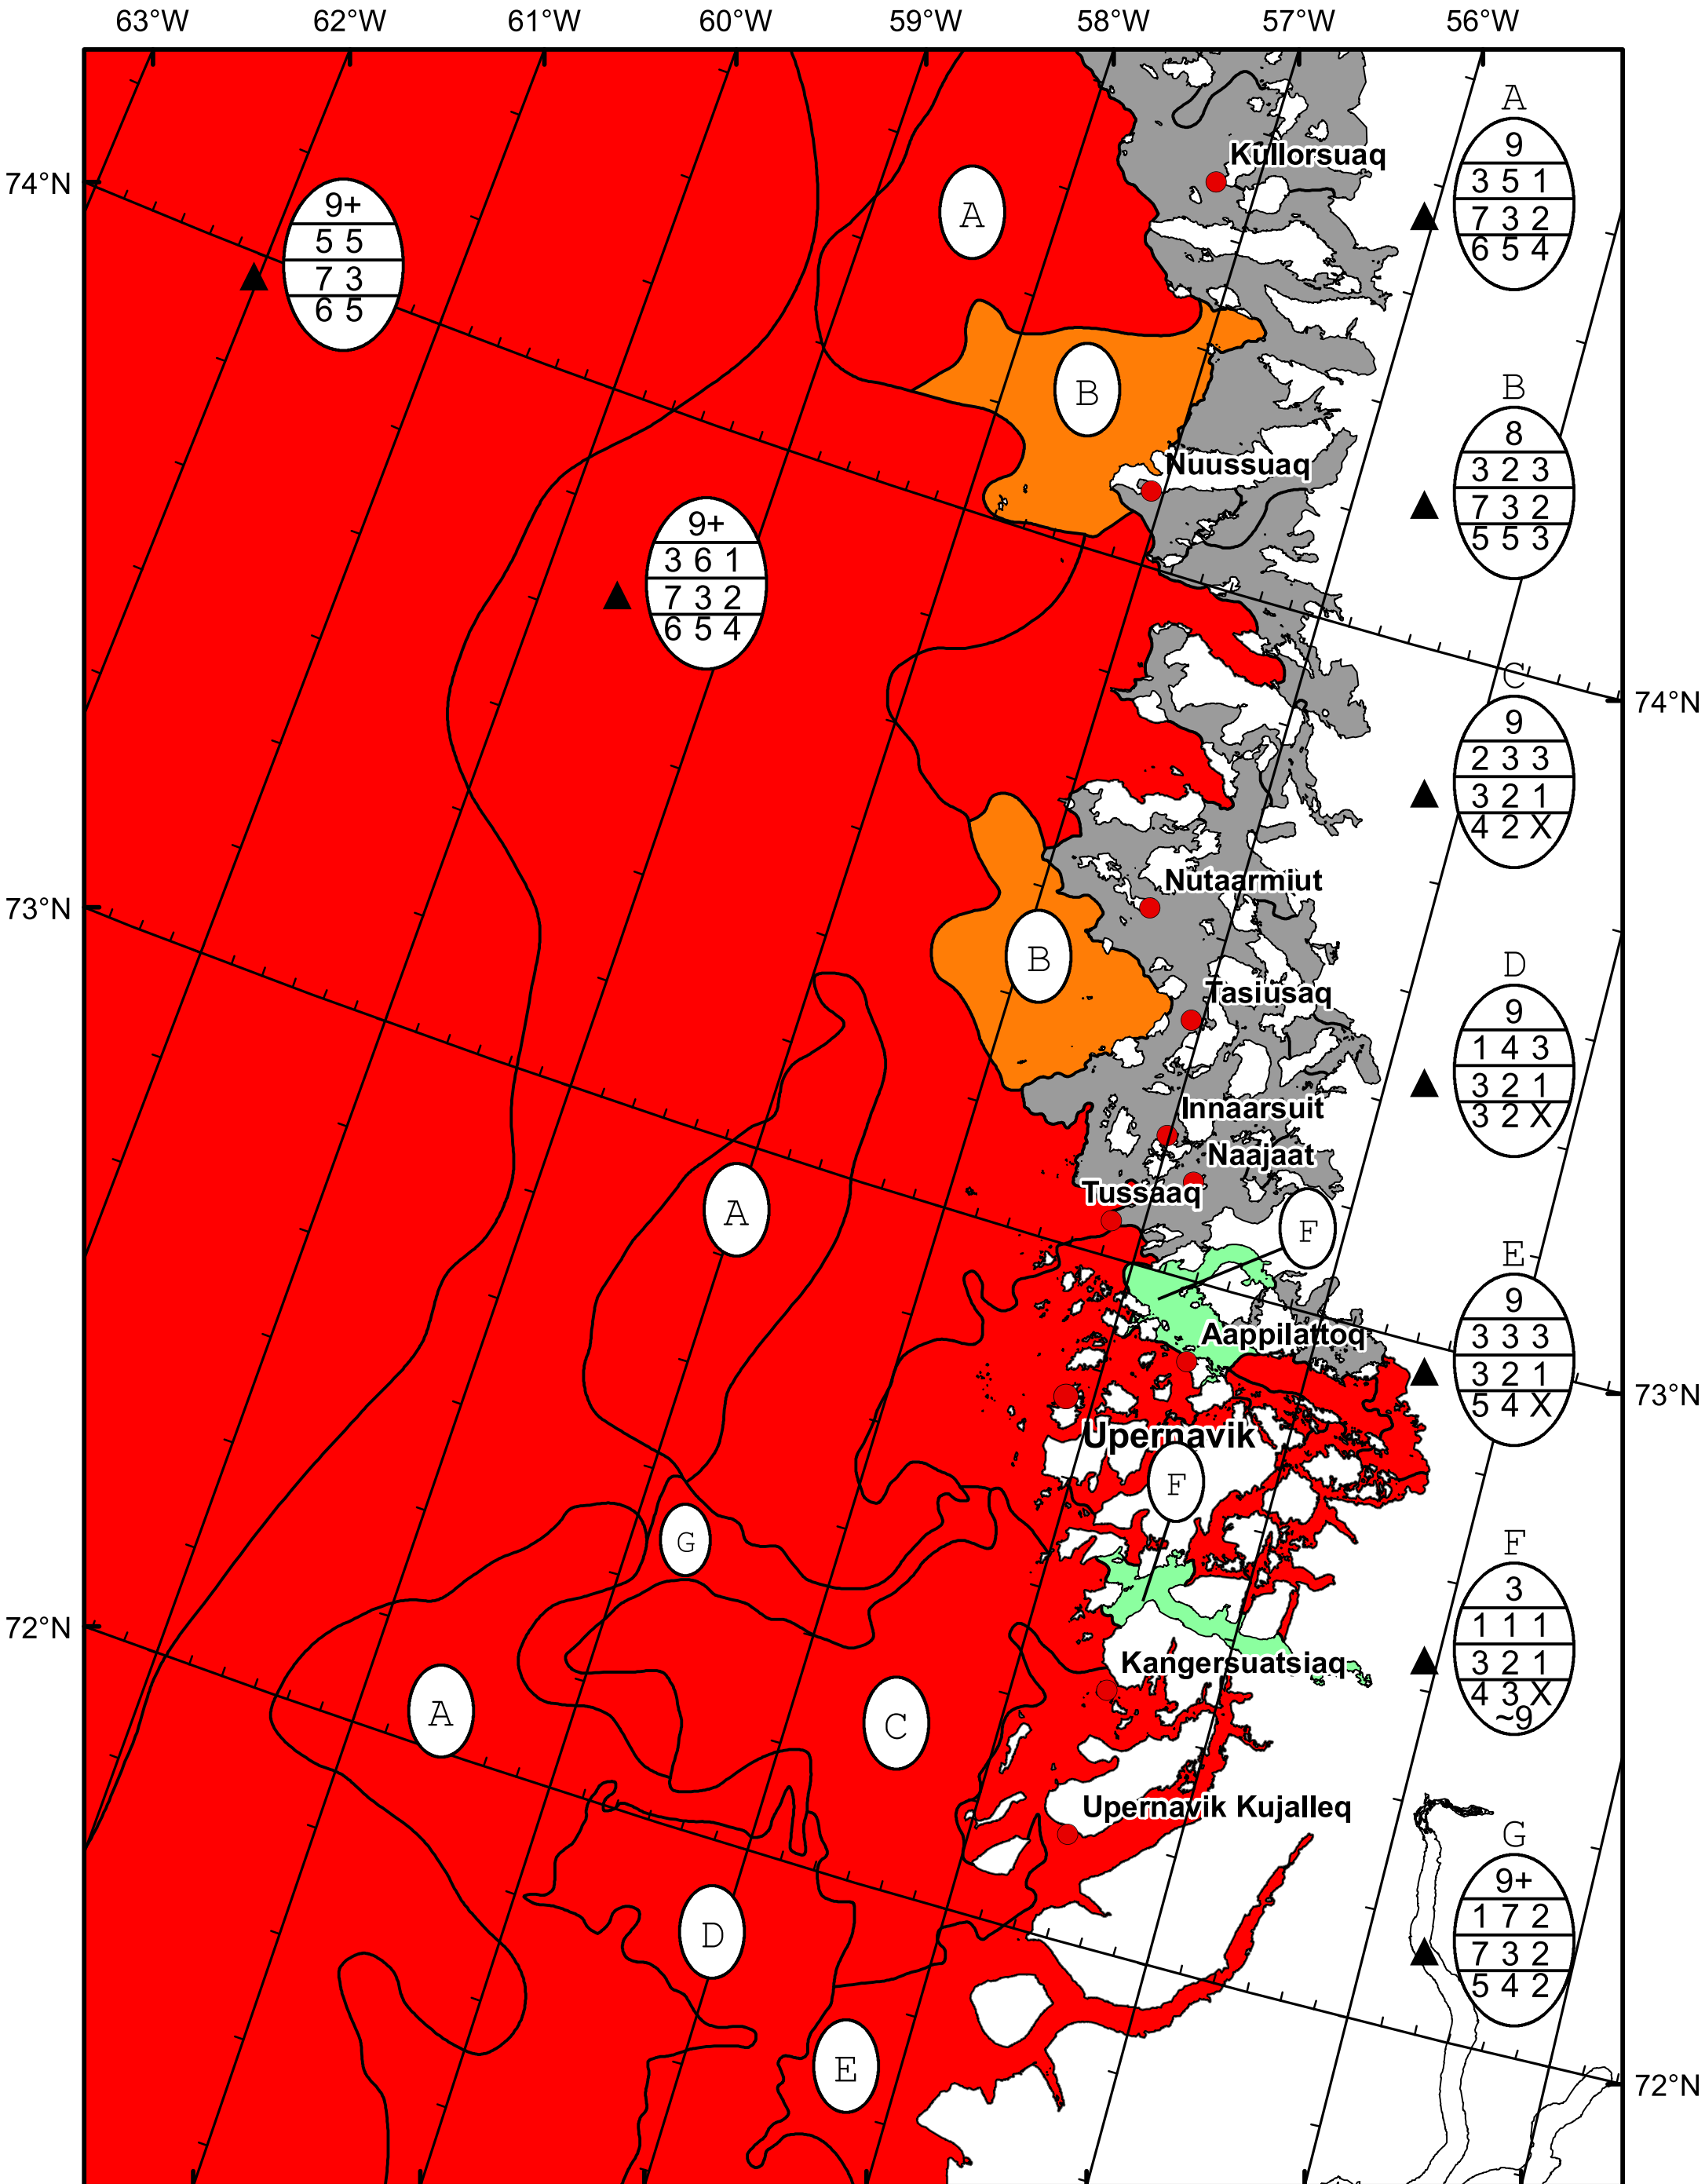 63°W 62°W 61°W 60°W 59°W 58°W 57°W 56°W
74°N
73°N
72°N
74°N
73°N
72°N
9+
5 5
7 3
6 5
9+
3 6 1
7 3 2
6 5 4
A
B
B
A
G
A
C
D
E
F
F
Kullorsuaq
Nuussuaq
Nutaarmiut
Tasiusaq
Innaarsuit
Naajaat
Tussaaq
Aappilattoq
Upernavik
Kangersuatsiaq
Upernavik Kujalleq
A
9
3 5 1
7 3 2
6 5 4
B
8
3 2 3
7 3 2
5 5 3
C
9
2 3 3
3 2 1
4 2 X
D
9
1 4 3
3 2 1
3 2 X
E
9
3 3 3
3 2 1
5 4 X
F
3
1 1 1
3 2 1
4 3 X
~9
G
9+
1 7 2
7 3 2
5 4 2